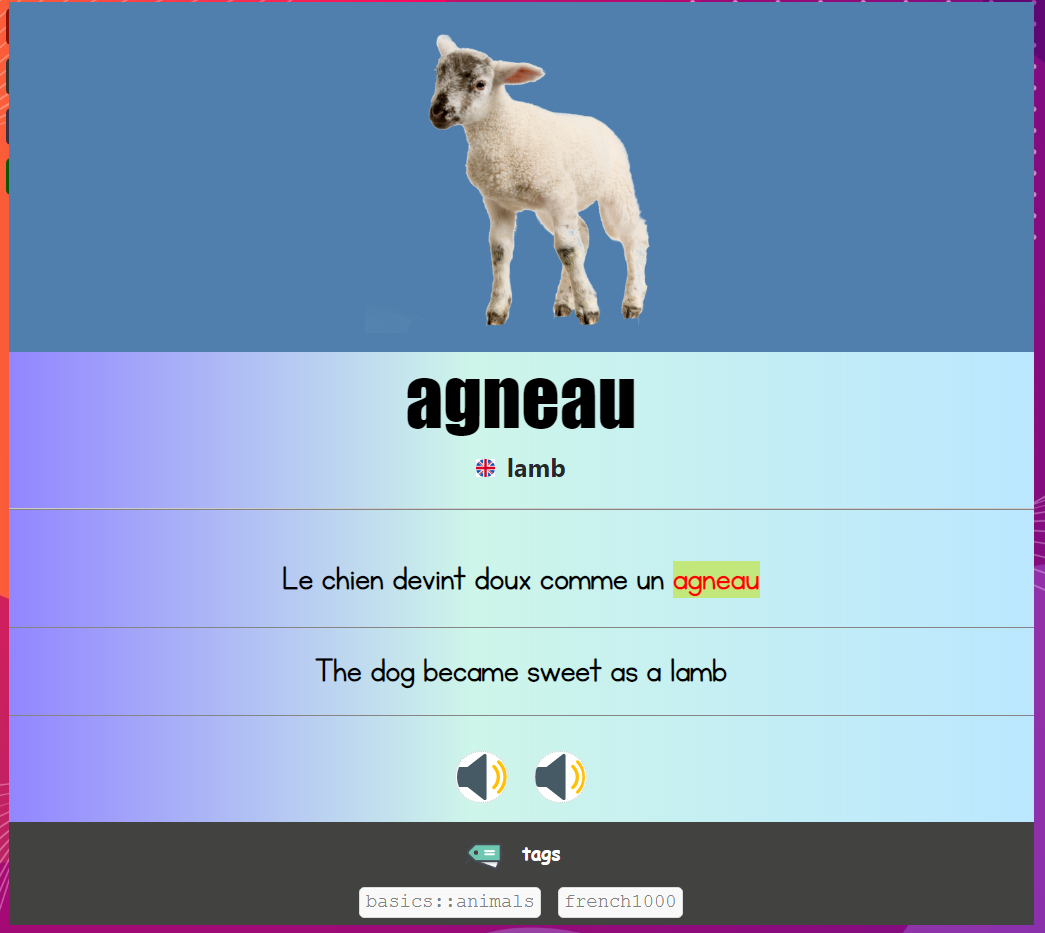 agneau
lamb
Le chien devint doux comme un agneau
The dog became sweet as a lamb
tags
basics::animals french1000